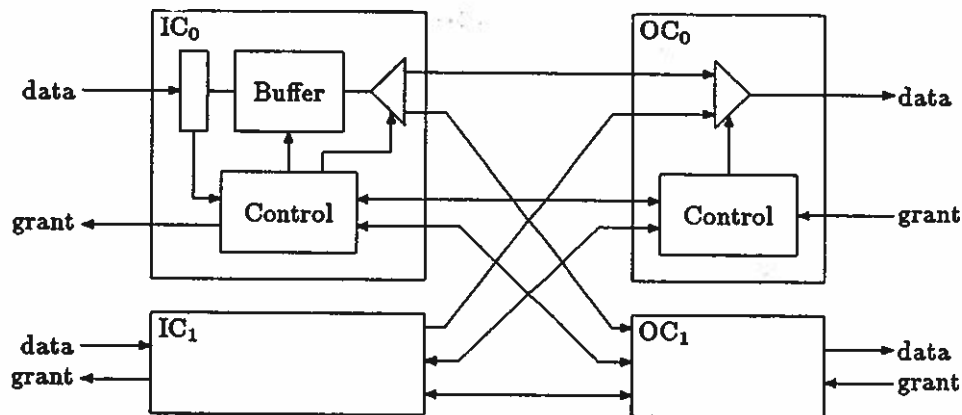 IC₀
OC₀
data
Buffer
data
grant
Control
Control
grant
IC₁
OC₁
data
data
grant
grant